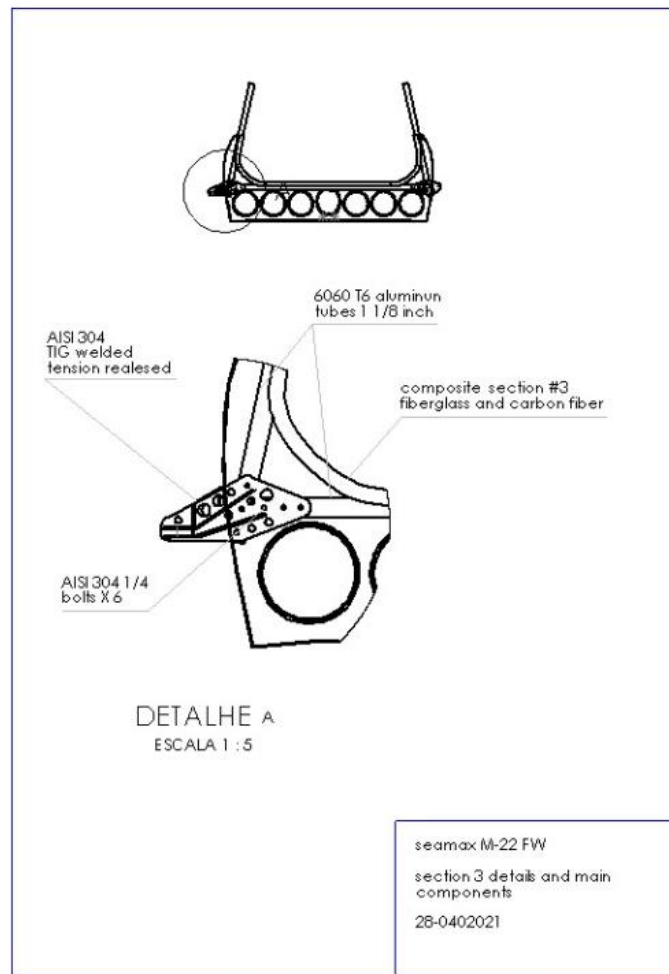 6060 T6 aluminun
tubes 1 1/8 inch
AISI 304
TIG welded
tension realesed
composite section #3
fiberglass and carbon fiber
AISI 304 1/4
bolts X 6
DETALHE A
ESCALA 1 : 5
seamax M-22 FW
section 3 details and main
components
28-0402021